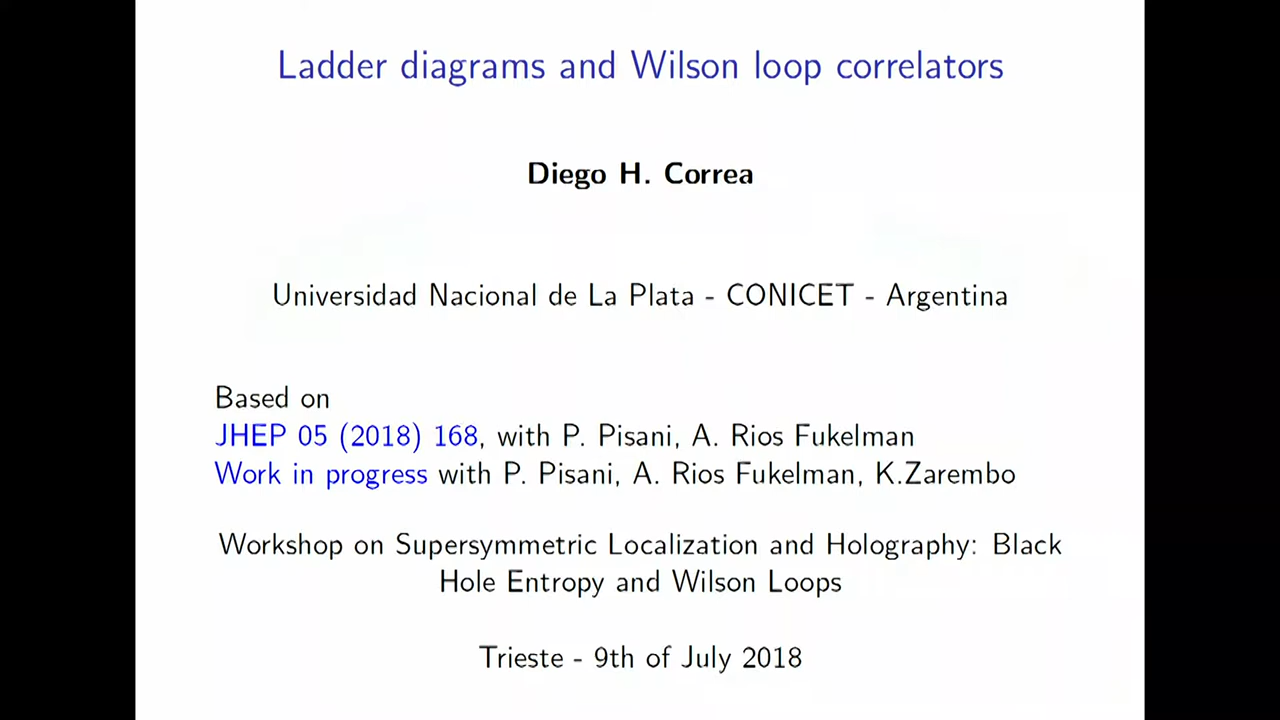 Ladder diagrams and Wilson loop correlators
Diego H. Correa
Universidad Nacional de La Plata - CONICET - Argentina
Based on
JHEP 05 (2018) 168, with P. Pisani, A. Rios Fukelman
Work in progress with P. Pisani, A. Rios Fukelman, K.Zarembo
Workshop on Supersymmetric Localization and Holography: Black
Hole Entropy and Wilson Loops
Trieste - 9th of July 2018